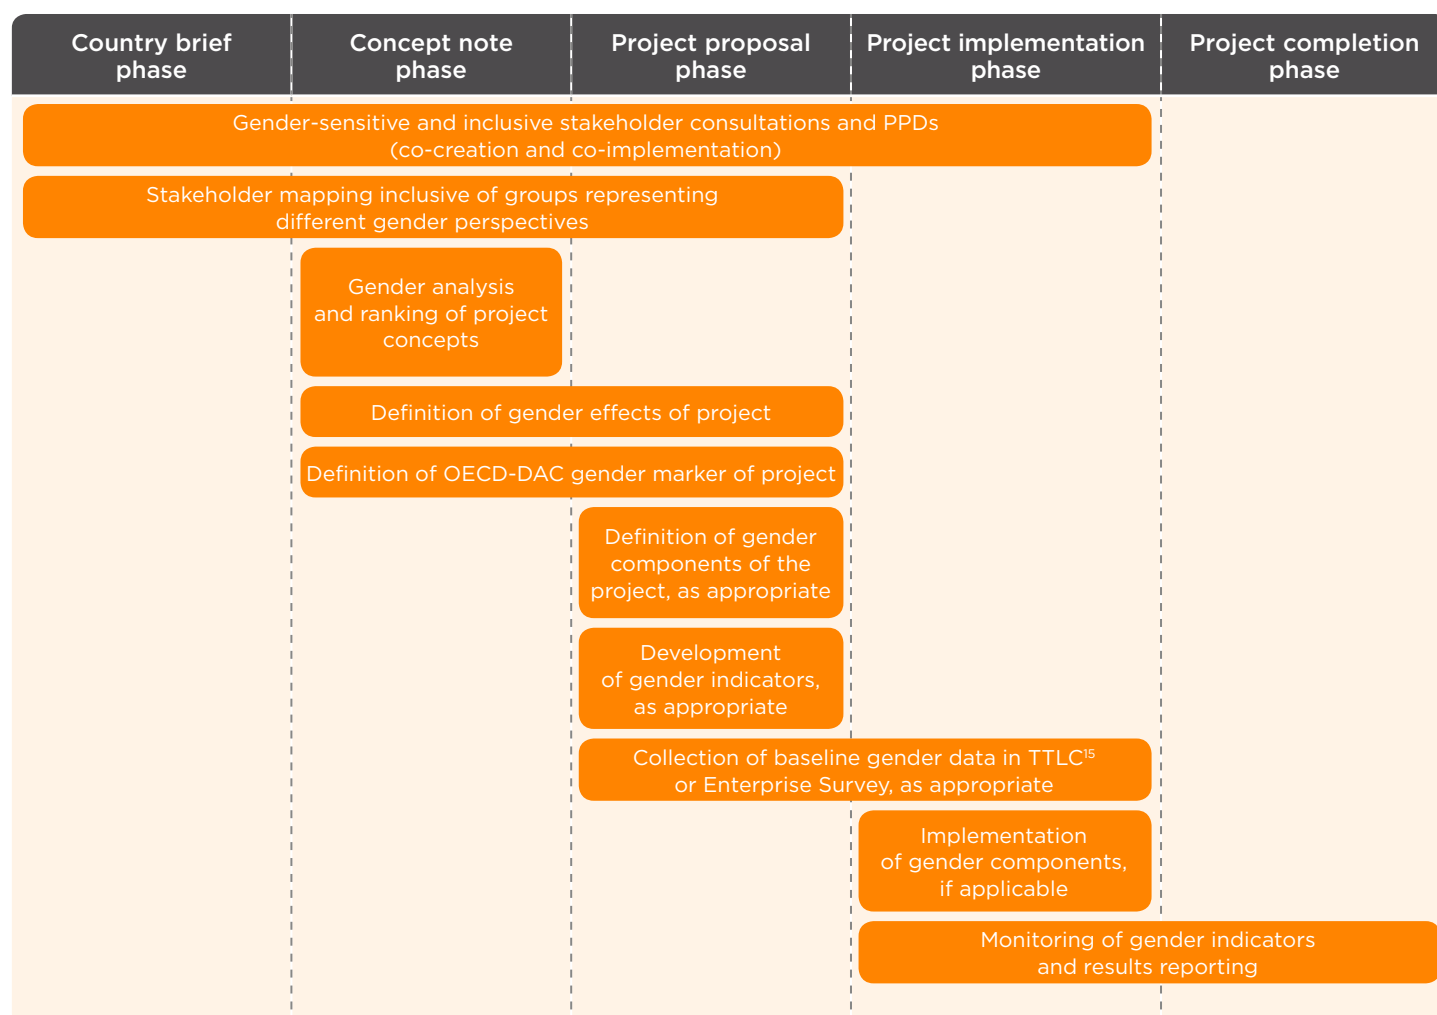 Country brief
phase
Concept note
phase
Project proposal
phase
Project implementation
phase
Project completion
phase
Gender-sensitive and inclusive stakeholder consultations and PPDs
(co-creation and co-implementation)
Stakeholder mapping inclusive of groups representing
different gender perspectives
Gender analysis
and ranking of project
concepts
Definition of gender effects of project
Definition of OECD-DAC gender marker of project
Definition of gender
components of the
project, as appropriate
Development
of gender indicators,
as appropriate
Collection of baseline gender data in TTLC¹⁵
or Enterprise Survey, as appropriate
Implementation
of gender components,
if applicable
Monitoring of gender indicators
and results reporting